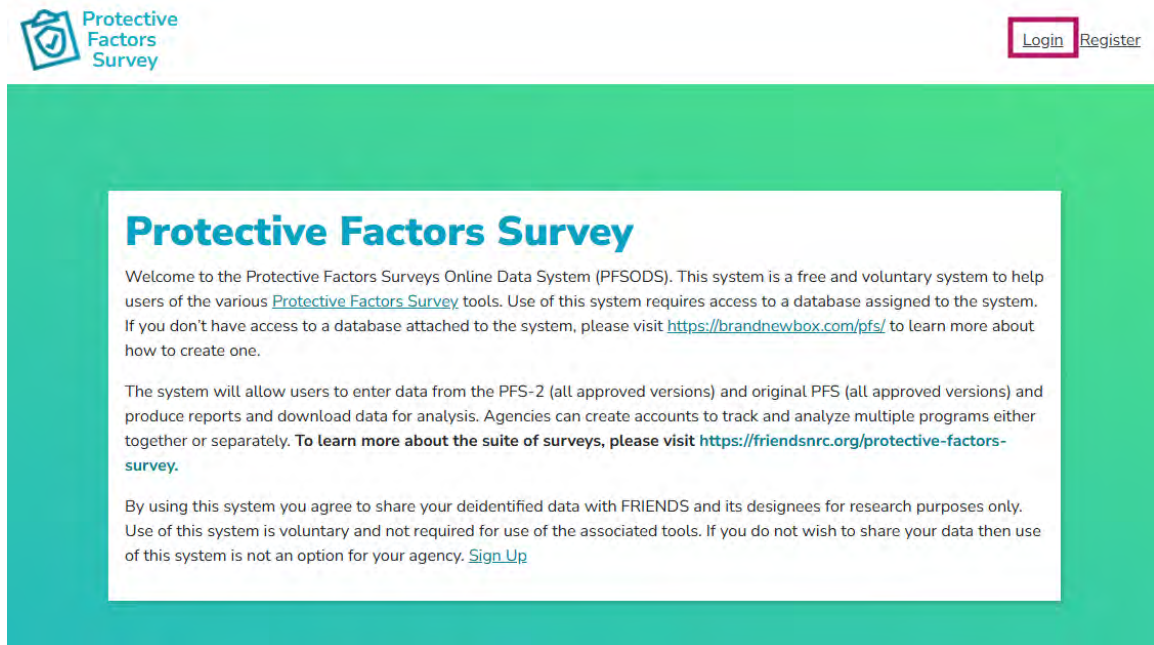 Protective
Factors
Survey
Login Register
Protective Factors Survey
Welcome to the Protective Factors Surveys Online Data System (PFSODS). This system is a free and voluntary system to help
users of the various Protective Factors Survey tools. Use of this system requires access to a database assigned to the system.
If you don't have access to a database attached to the system, please visit https://brandnewbox.com/pfs/ to learn more about
how to create one.
The system will allow users to enter data from the PFS-2 (all approved versions) and original PFS (all approved versions) and
produce reports and download data for analysis. Agencies can create accounts to track and analyze multiple programs either
together or separately. To learn more about the suite of surveys, please visit https://friendsnrc.org/protective-factors-
survey.
By using this system you agree to share your deidentified data with FRIENDS and its designees for research purposes only.
Use of this system is voluntary and not required for use of the associated tools. If you do not wish to share your data then use
of this system is not an option for your agency. Sign Up